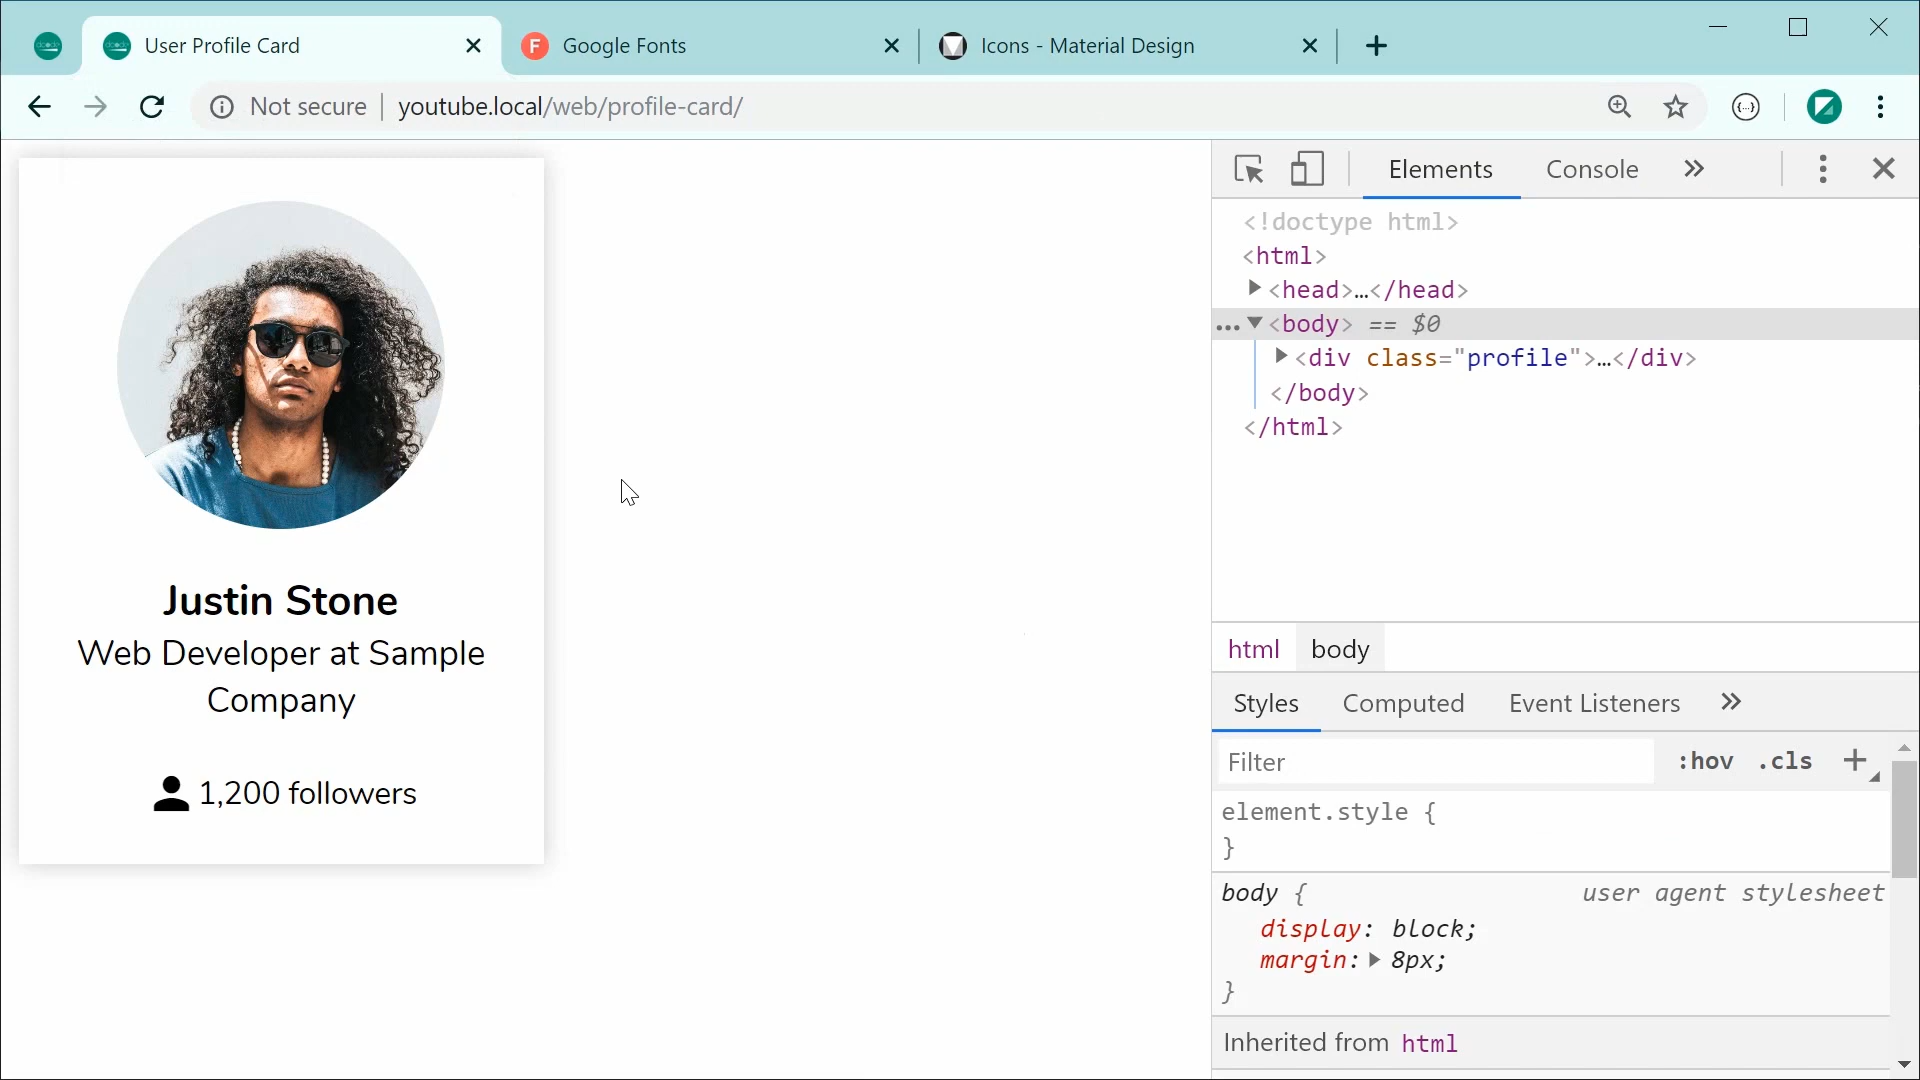 User Profile Card
Google Fonts
Icons - Material Design
Not secure
youtube.local/web/profile-card/
Justin Stone
Web Developer at Sample
Company
1,200 followers
Elements
Console
<!doctype html>
<html>
<head>…</head>
<body> == $0
<div class="profile">…</div>
</body>
</html>
html
body
Styles
Computed
Event Listeners
Filter
:hov
.cls
element.style {
}
body {
user agent stylesheet
display: block;
margin: 8px;
}
Inherited from html